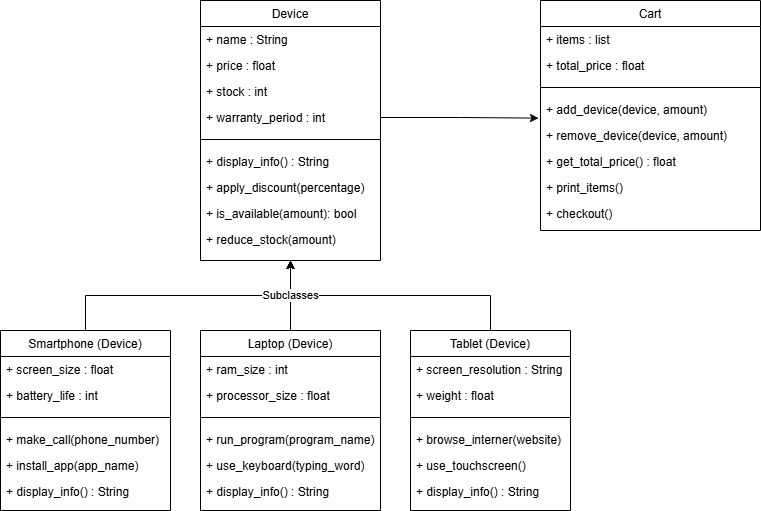 Device
+ name : String
+ price : float
+ stock : int
+ warranty_period : int
+ display_info() : String
+ apply_discount(percentage)
+ is_available(amount): bool
+ reduce_stock(amount)
Cart
+ items : list
+ total_price : float
+ add_device(device, amount)
+ remove_device(device, amount)
+ get_total_price() : float
+ print_items()
+ checkout()
Subclasses
Smartphone (Device)
+ screen_size : float
+ battery_life : int
+ make_call(phone_number)
+ install_app(app_name)
+ display_info() : String
Laptop (Device)
+ ram_size : int
+ processor_size : float
+ run_program(program_name)
+ use_keyboard(typing_word)
+ display_info() : String
Tablet (Device)
+ screen_resolution : String
+ weight : float
+ browse_interner(website)
+ use_touchscreen()
+ display_info() : String